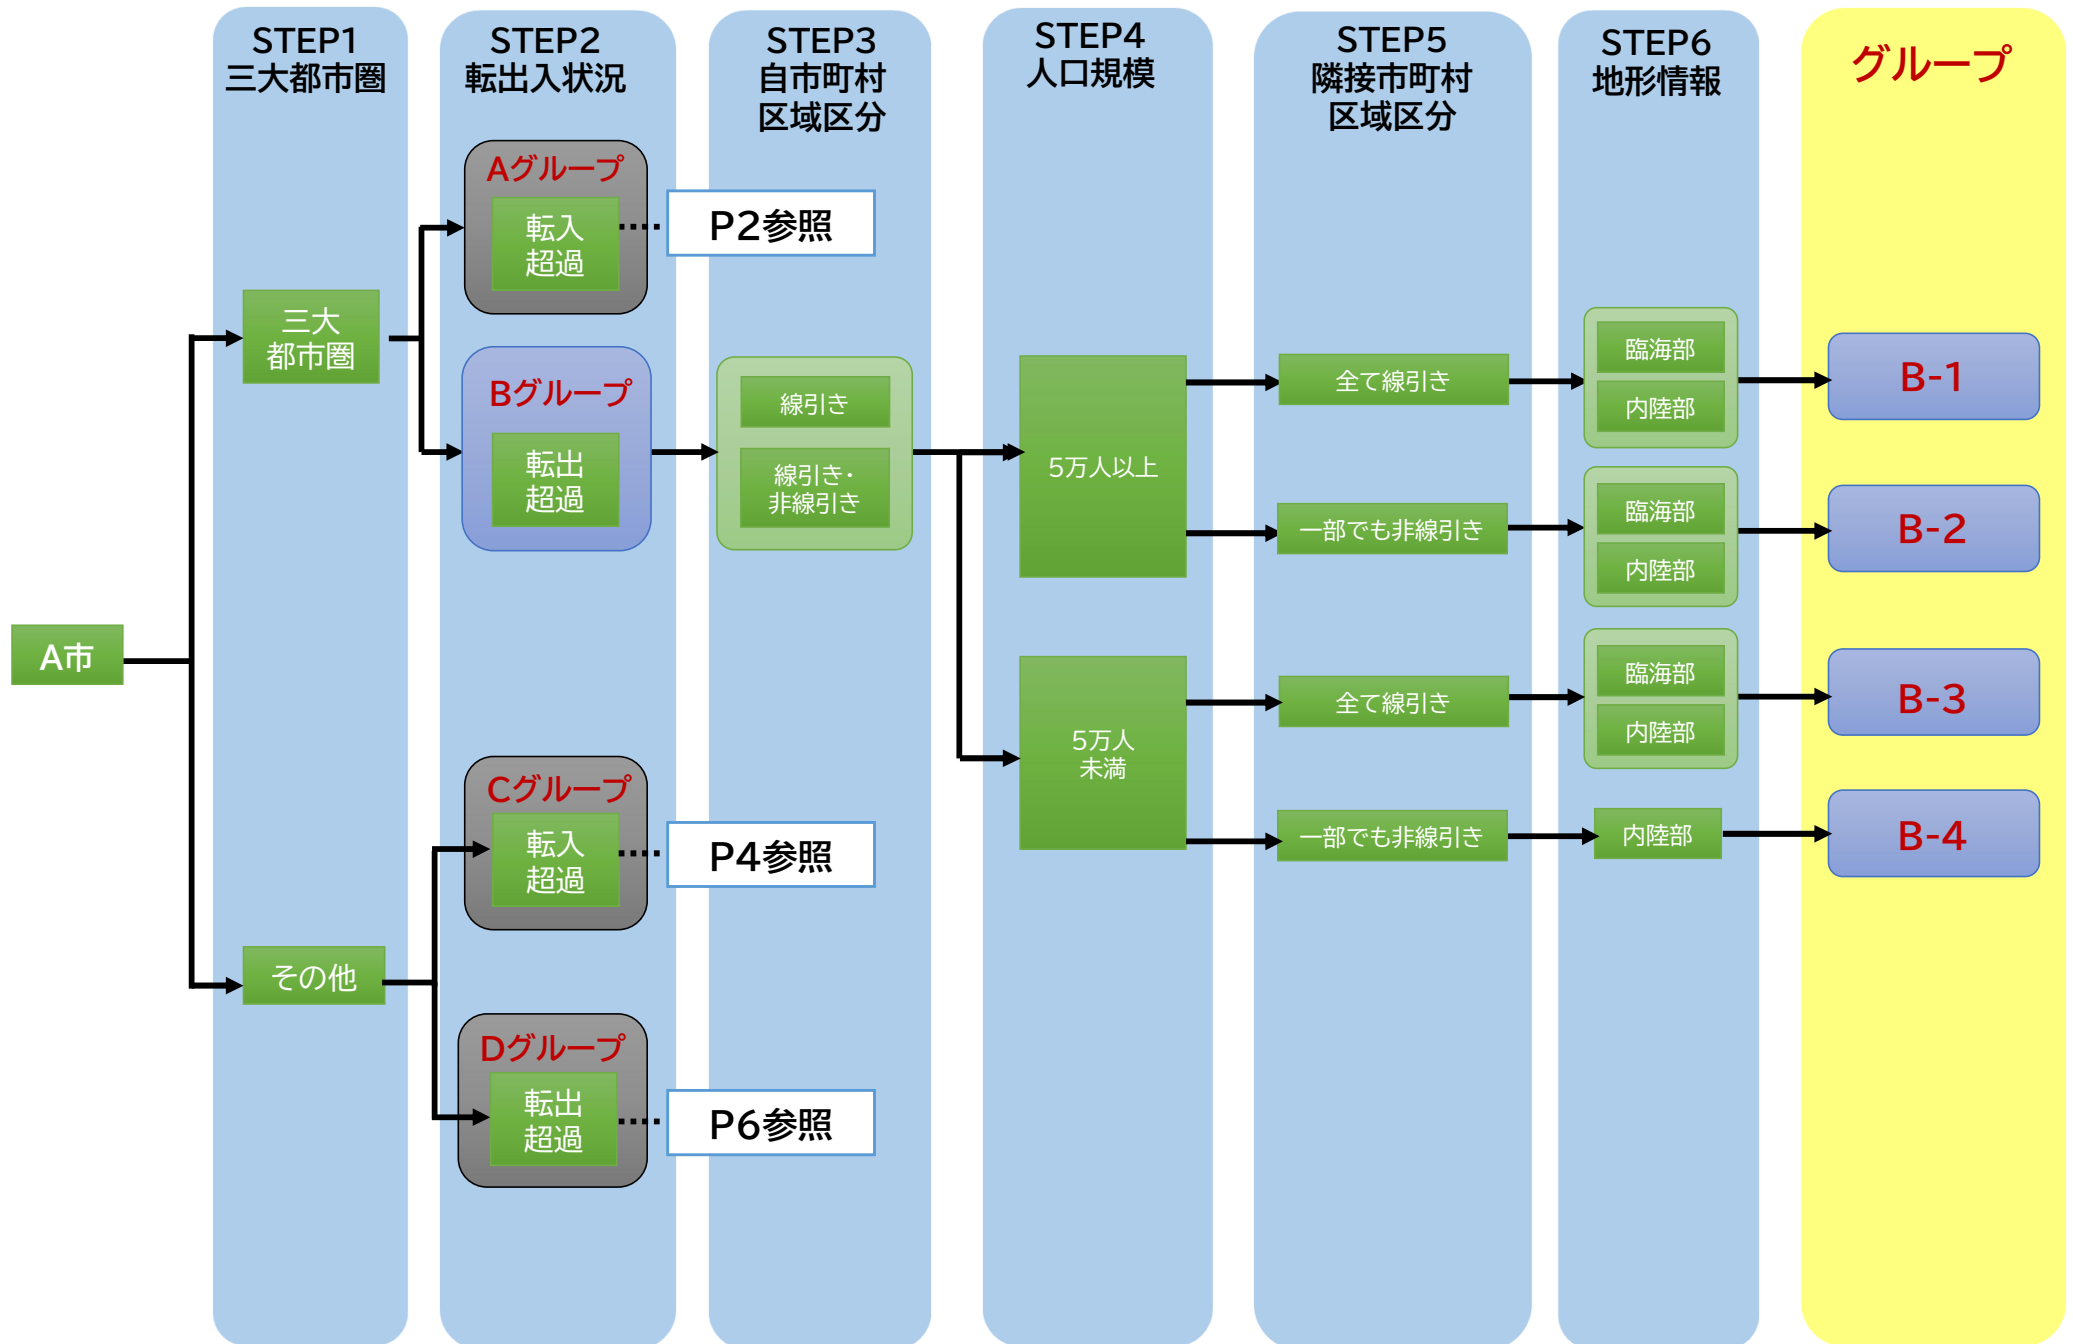 STEP1
三大都市圏
STEP2
転出入状況
STEP3
自市町村
区域区分
STEP4
人口規模
STEP5
隣接市町村
区域区分
STEP6
地形情報
グループ
A市
三大
都市圏
その他
Aグループ
転入
超過
P2参照
Bグループ
転出
超過
Cグループ
転入
超過
P4参照
Dグループ
転出
超過
P6参照
線引き
線引き・
非線引き
5万人以上
5万人
未満
全て線引き
一部でも非線引き
全て線引き
一部でも非線引き
臨海部
内陸部
臨海部
内陸部
臨海部
内陸部
内陸部
B-1
B-2
B-3
B-4